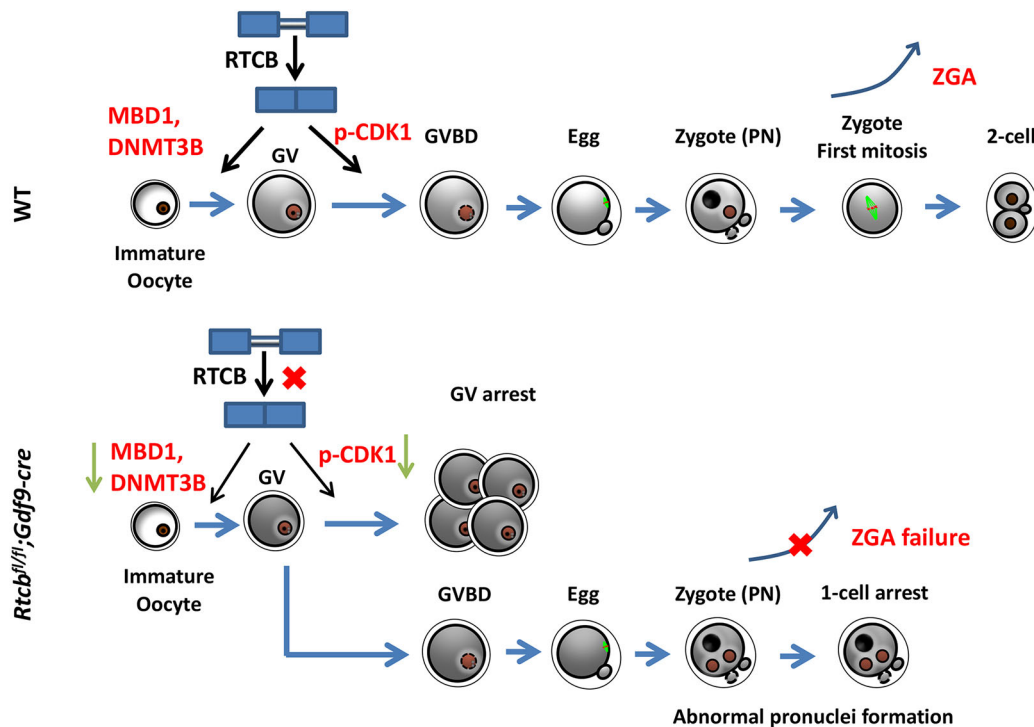 RTCB
ZGA
MBD1,
DNMT3B
p-CDK1
GV
GVBD
Egg
Zygote (PN)
Zygote
First mitosis
2-cell
WT
Immature
Oocyte
RTCB
GV arrest
MBD1,
DNMT3B
p-CDK1
GV
ZGA failure
Rtcbfl/fl;Gdf9-cre
Immature
Oocyte
GVBD
Egg
Zygote (PN)
1-cell arrest
Abnormal pronuclei formation